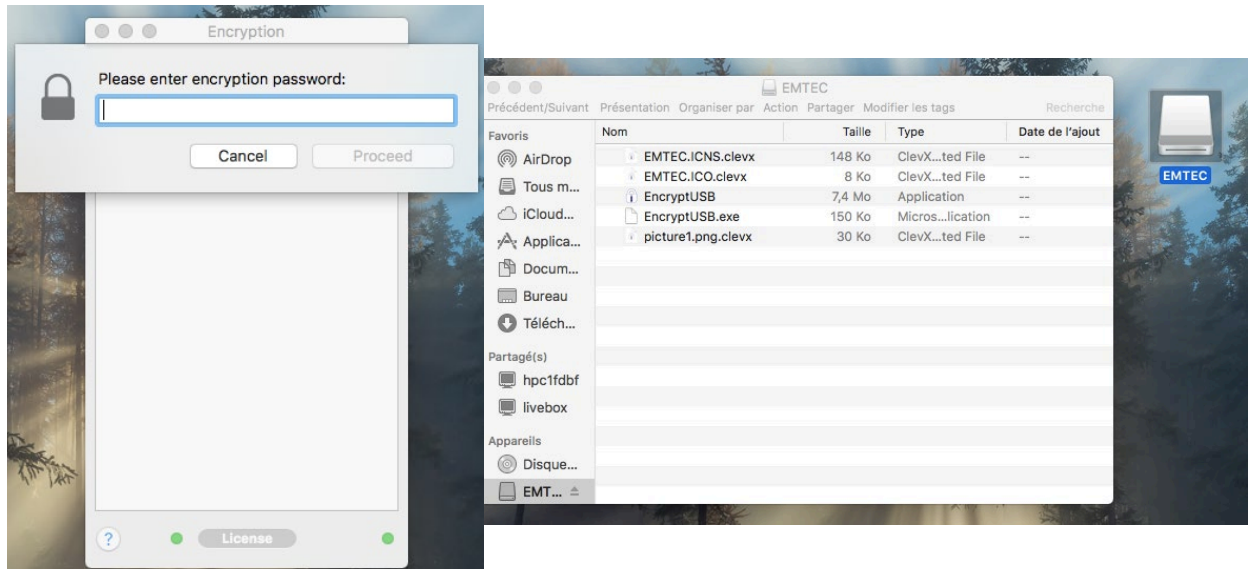 Encryption
Please enter encryption password:
Cancel Proceed
? License
EMTEC
Précédent/Suivant Présentation Organiser par Action Partager Modifier les tags Recherche
Favoris
AirDrop
Tous m...
iCloud...
Applica...
Docum...
Bureau
Téléch...
Partagé(s)
hpc1fdbf
livebox
Appareils
Disque...
EMT...
Nom Taille Type Date de l'ajout
EMTEC.ICNS.clevx 148 Ko ClevX...ted File --
EMTEC.ICO.clevx 8 Ko ClevX...ted File --
EncryptUSB 7,4 Mo Application --
EncryptUSB.exe 150 Ko Micros...lication --
picture1.png.clevx 30 Ko ClevX...ted File --
EMTEC